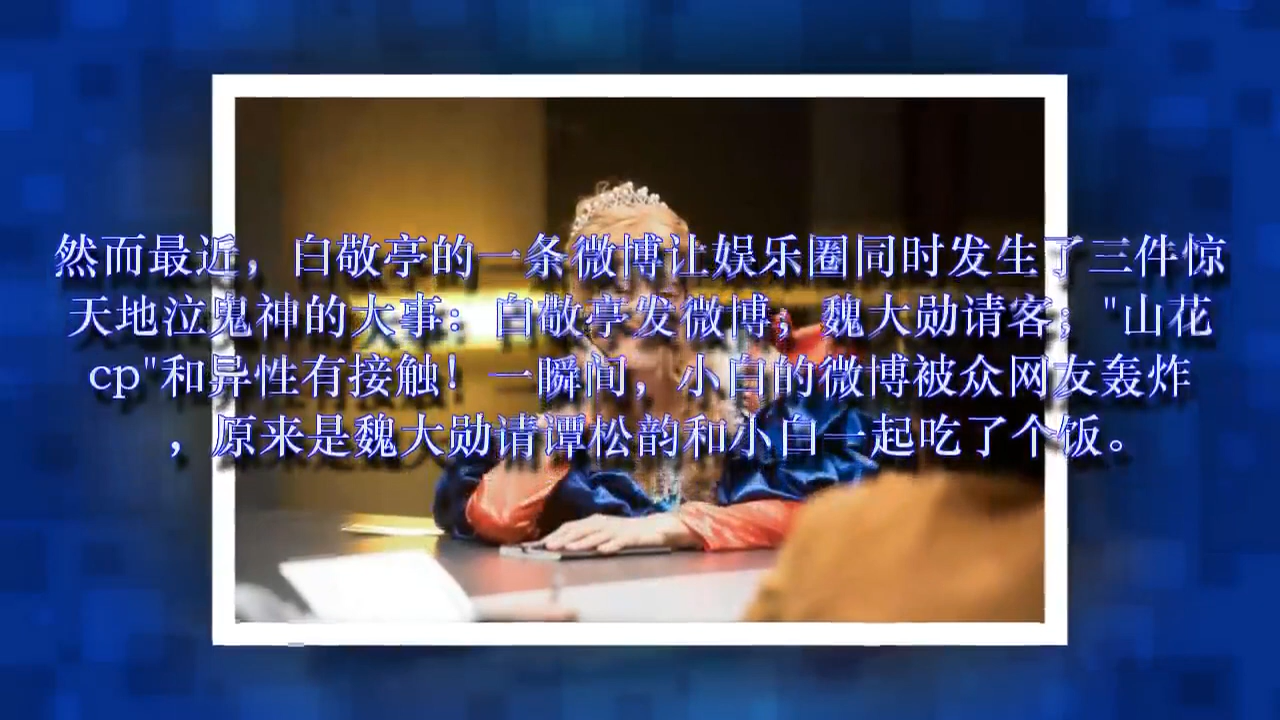 然而最近，白敬亭的一条微博让娱乐圈同时发生了三件惊
天地泣鬼神的大事：白敬亭发微博；魏大勋请客；"山花
cp"和异性有接触！一瞬间，小白的微博被众网友轰炸
，原来是魏大勋请谭松韵和小白一起吃了个饭。